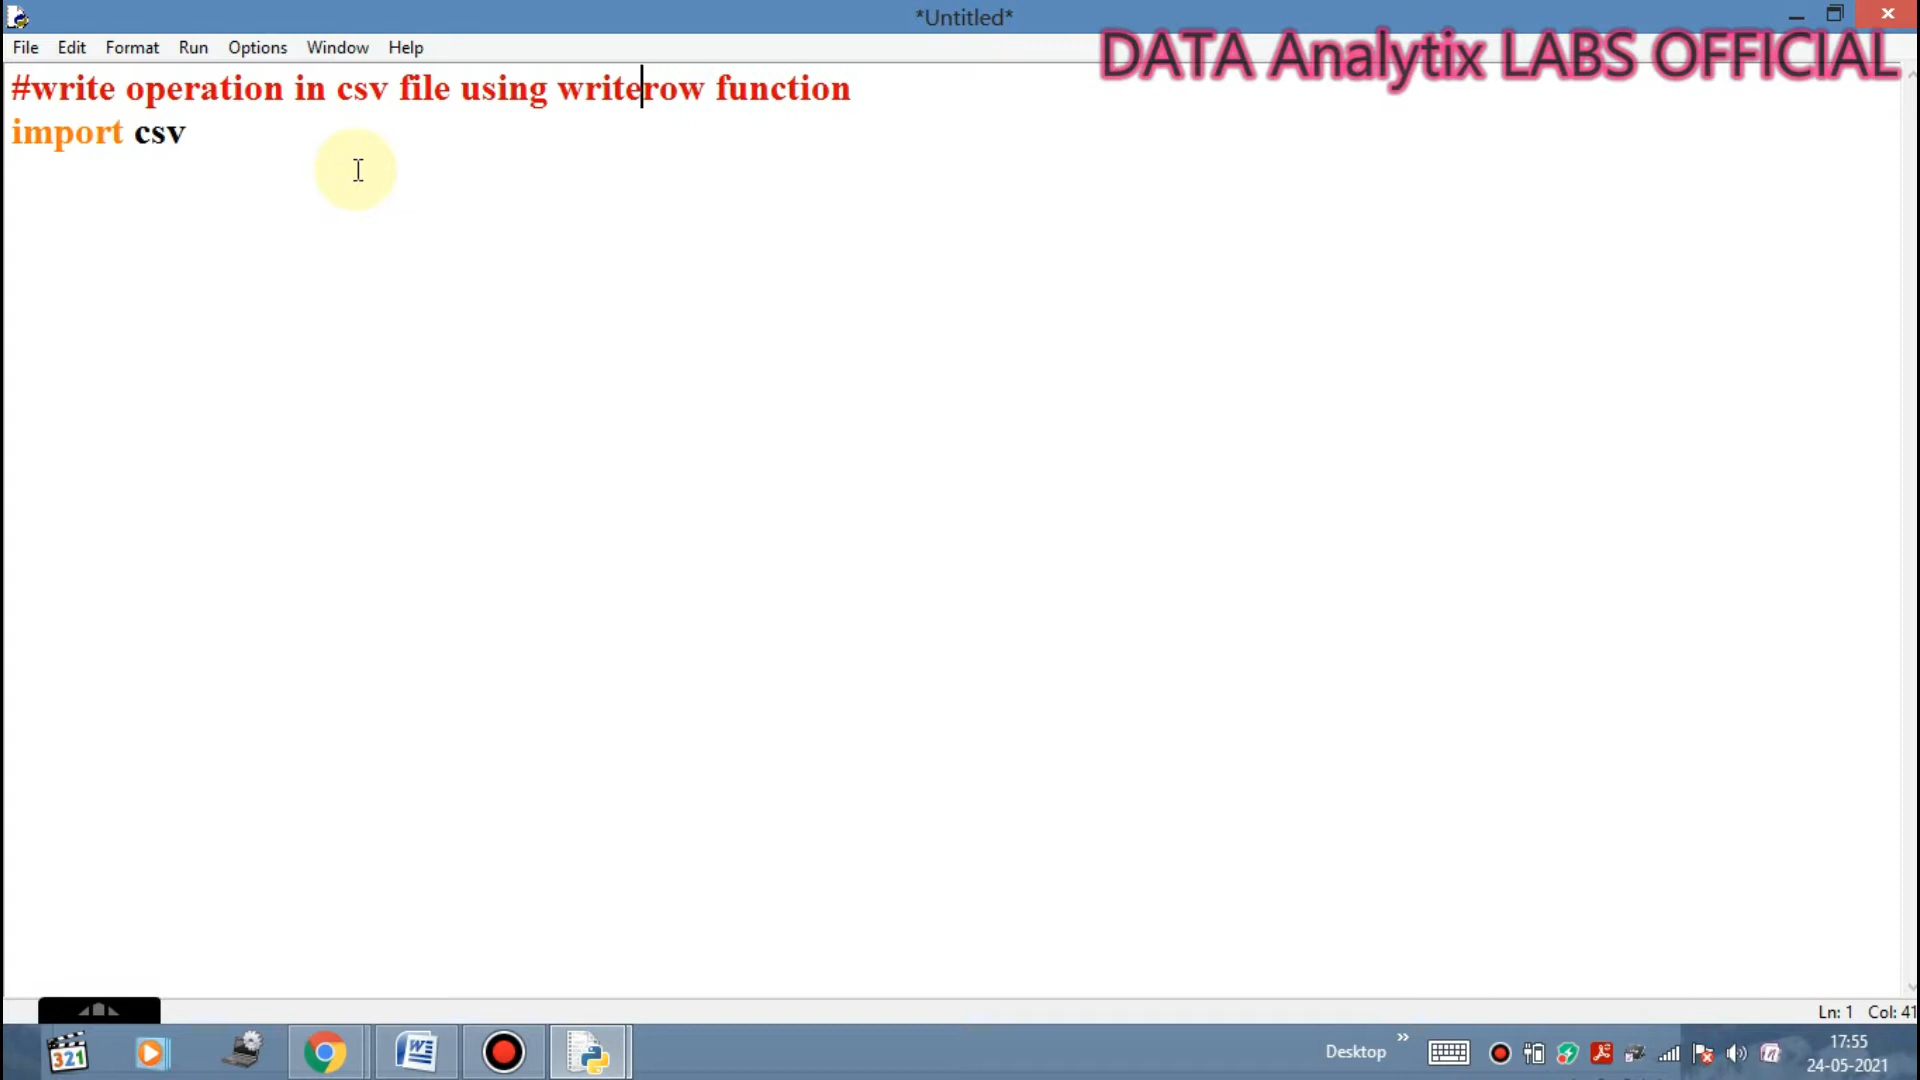 *Untitled*
File Edit Format Run Options Window Help
DATA Analytix LABS OFFICIAL
#write operation in csv file using writerow function
import csv
Ln: 1 Col: 41
321
W
Desktop
17:55
24-05-2021